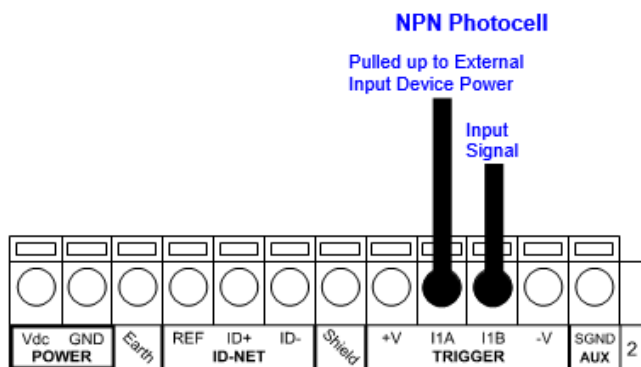 NPN Photocell
Pulled up to External
Input Device Power
Input
Signal
Vdc GND Earth REF ID+ ID- Shield +V I1A I1B -V SGND 2
POWER ID-NET TRIGGER AUX